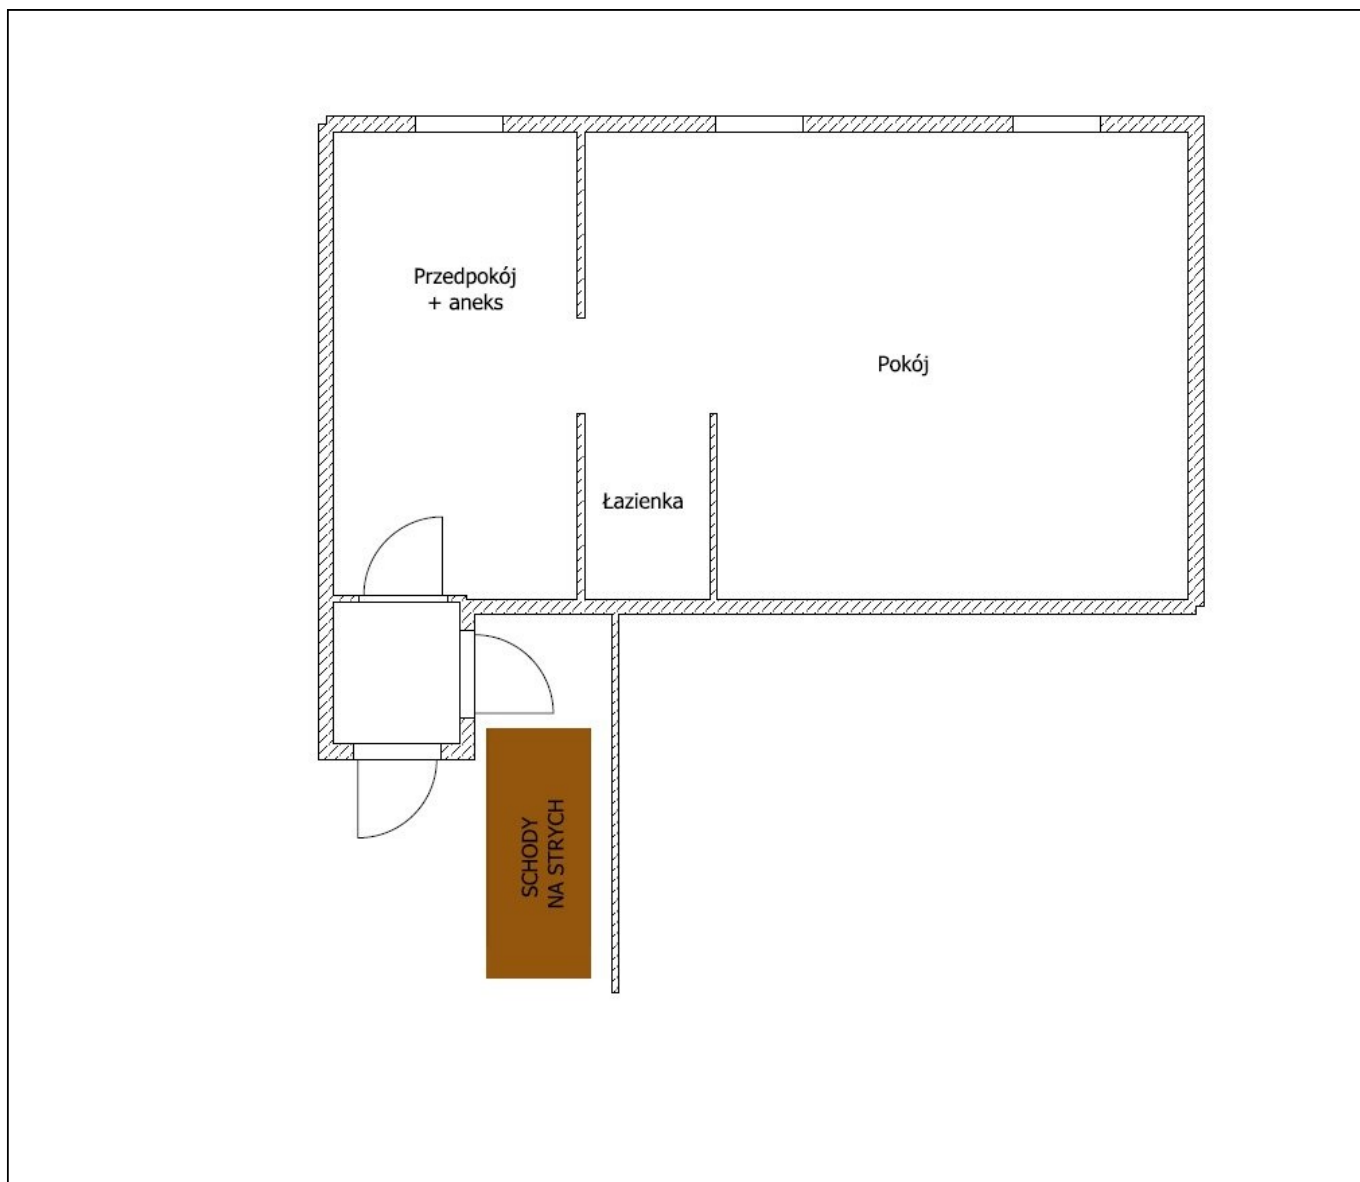 Przedpokój
+ aneks
Pokój
Łazienka
SCHODY
NA STRYCH